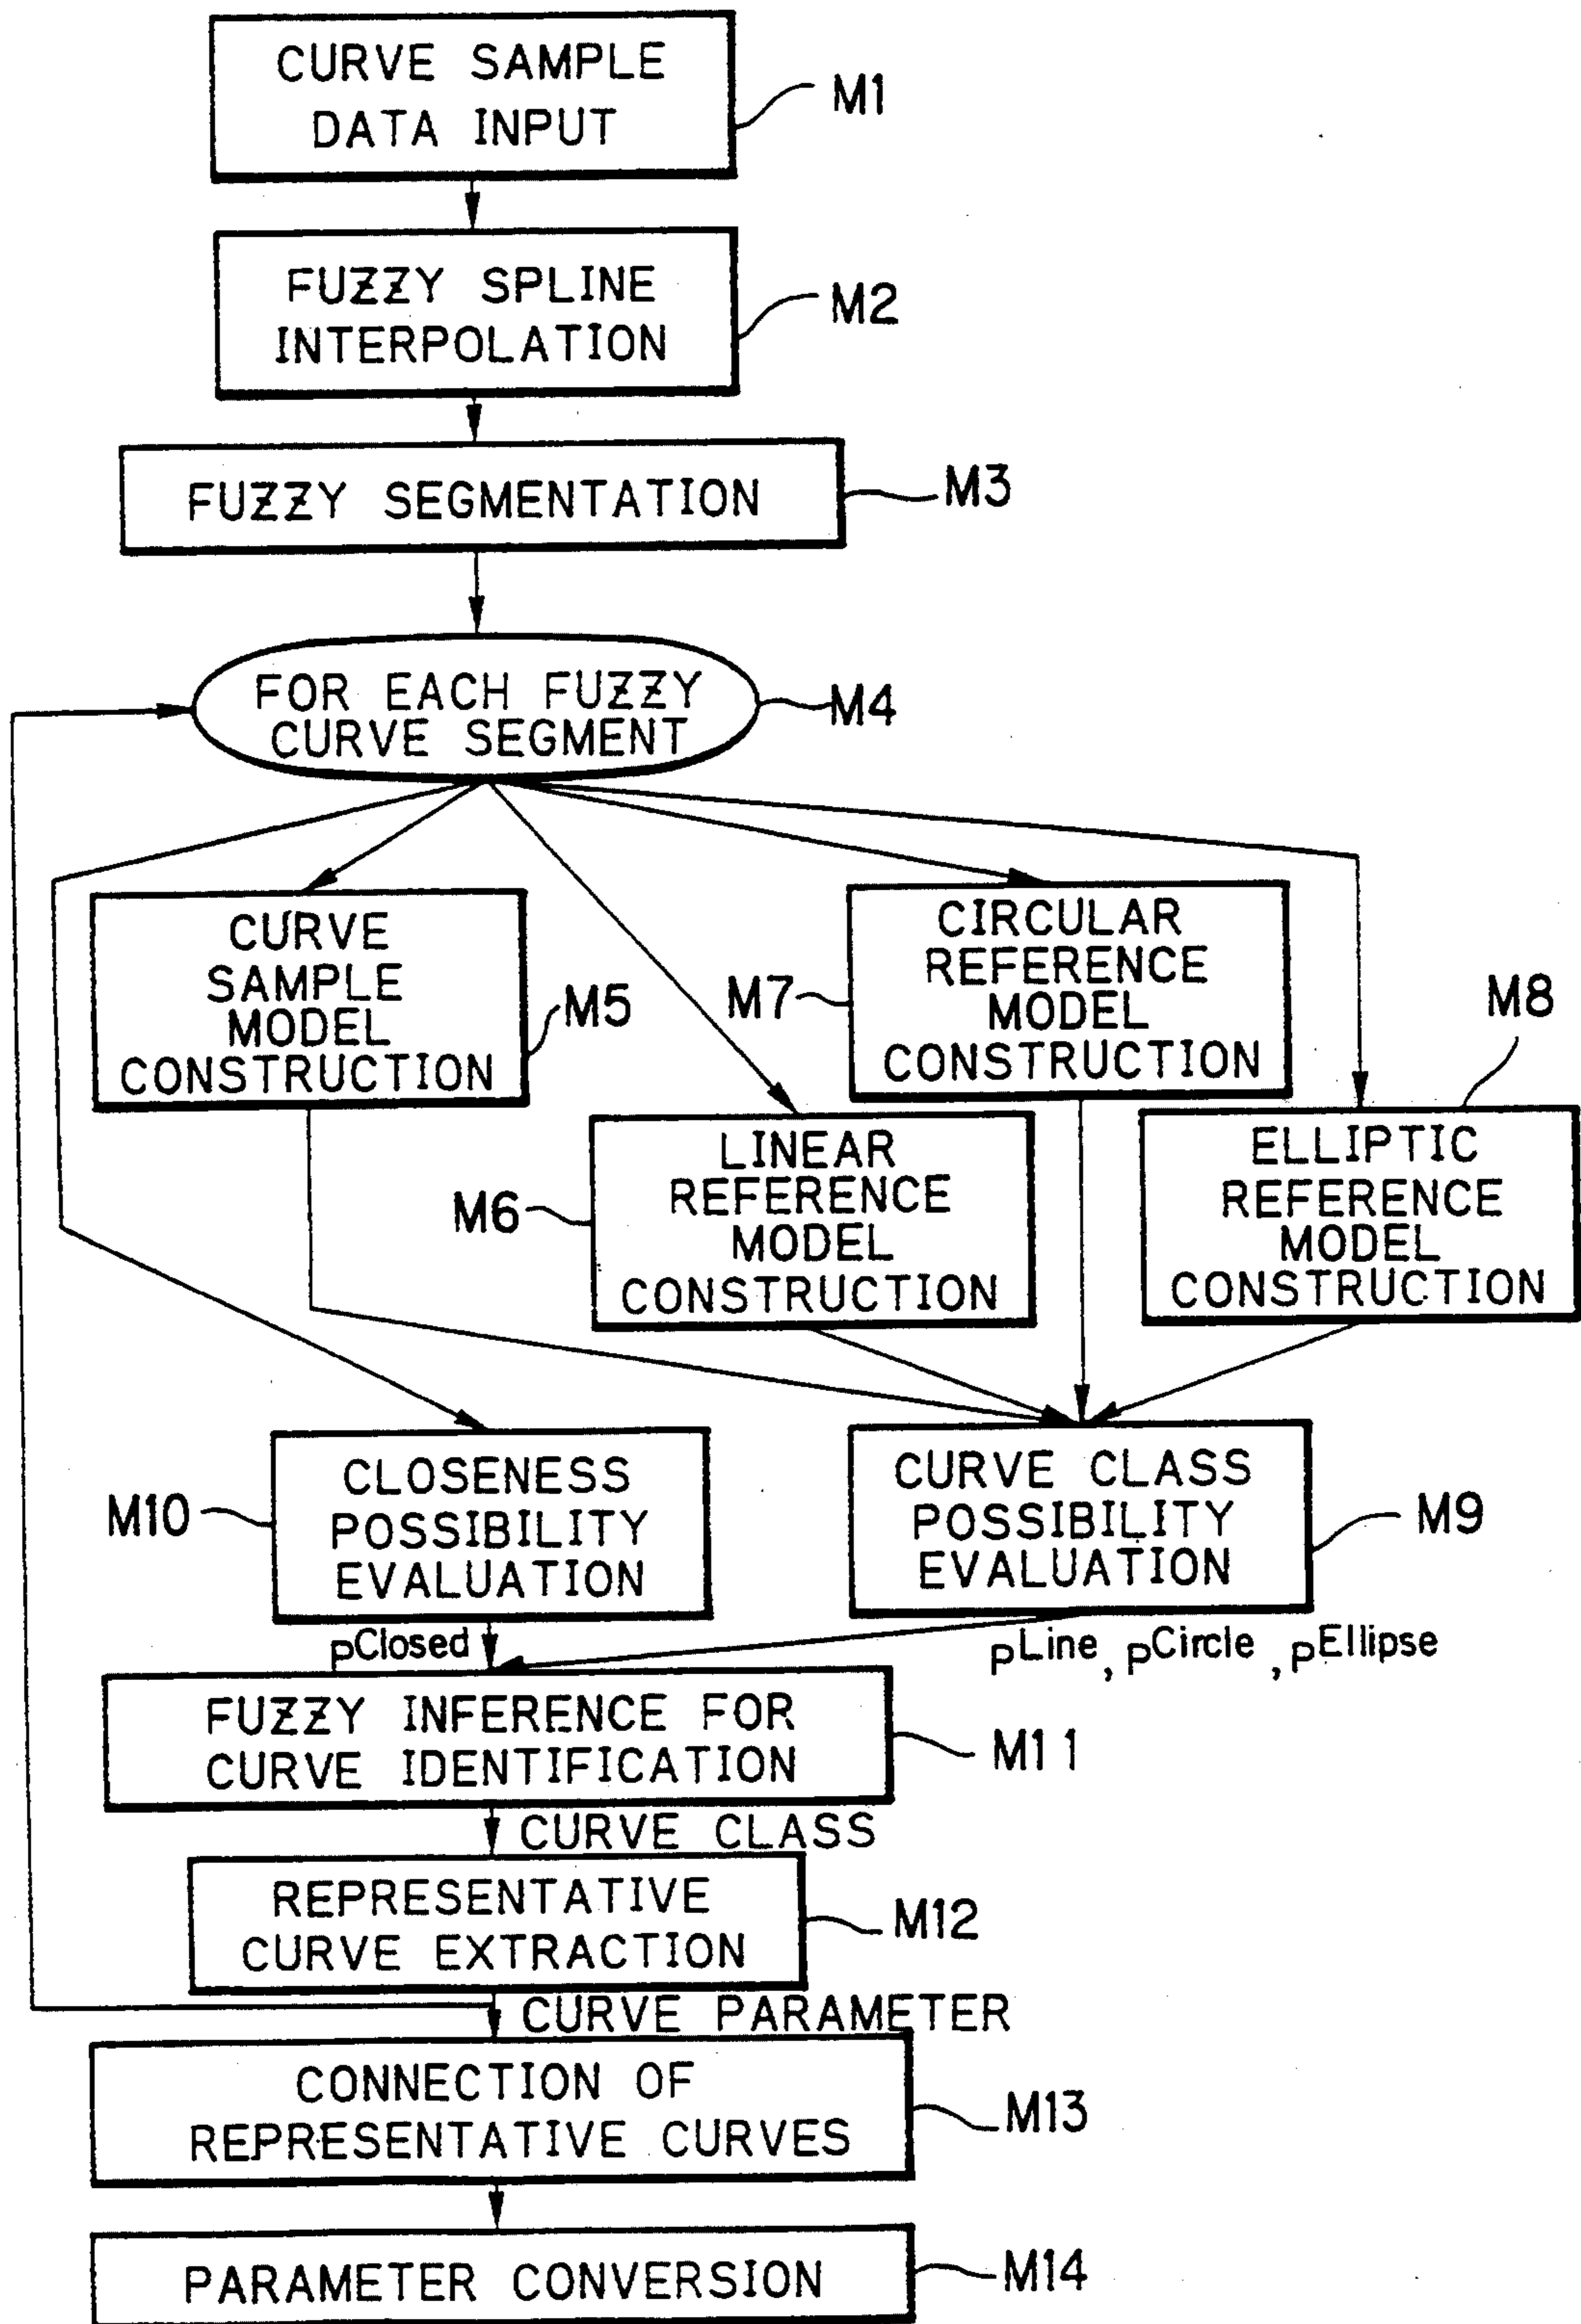 CURVE SAMPLE
DATA INPUT
M1
FUZZY SPLINE
INTERPOLATION
M2
FUZZY SEGMENTATION
M3
FOR EACH FUZZY
CURVE SEGMENT
M4
CURVE
SAMPLE
MODEL
CONSTRUCTION
M5
CIRCULAR
REFERENCE
MODEL
CONSTRUCTION
M7
M8
LINEAR
REFERENCE
MODEL
CONSTRUCTION
M6
ELLIPTIC
REFERENCE
MODEL
CONSTRUCTION
CLOSENESS
POSSIBILITY
EVALUATION
M10
CURVE CLASS
POSSIBILITY
EVALUATION
M9
pClosed
pLine, pCircle, pEllipse
FUZZY INFERENCE FOR
CURVE IDENTIFICATION
M11
CURVE CLASS
REPRESENTATIVE
CURVE EXTRACTION
M12
CURVE PARAMETER
CONNECTION OF
REPRESENTATIVE CURVES
M13
PARAMETER CONVERSION
M14